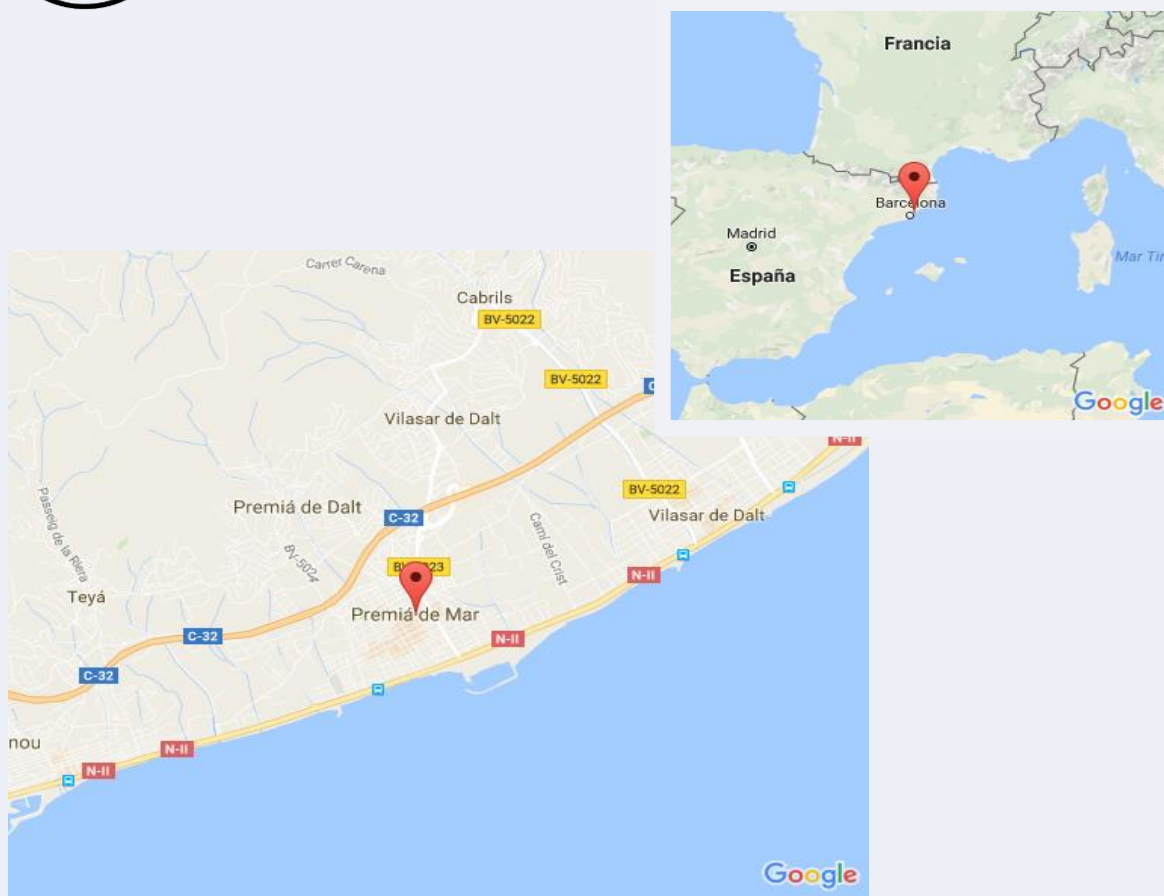 Francia
Barcelona
Madrid
España
Mar Tir
Google
Carret Carena
Cabrils
BV-5022
BV-5022
C
Vilasar de Dalt
N-II
BV-5022
Premiá de Dalt
C-32
Vilasar de Dalt
Passeig de la Riera
Camí del Crist
BV-5024
N-II
Teyá
Premiá de Mar
C-32
N-II
C-32
nou
N-II
N-II
Google